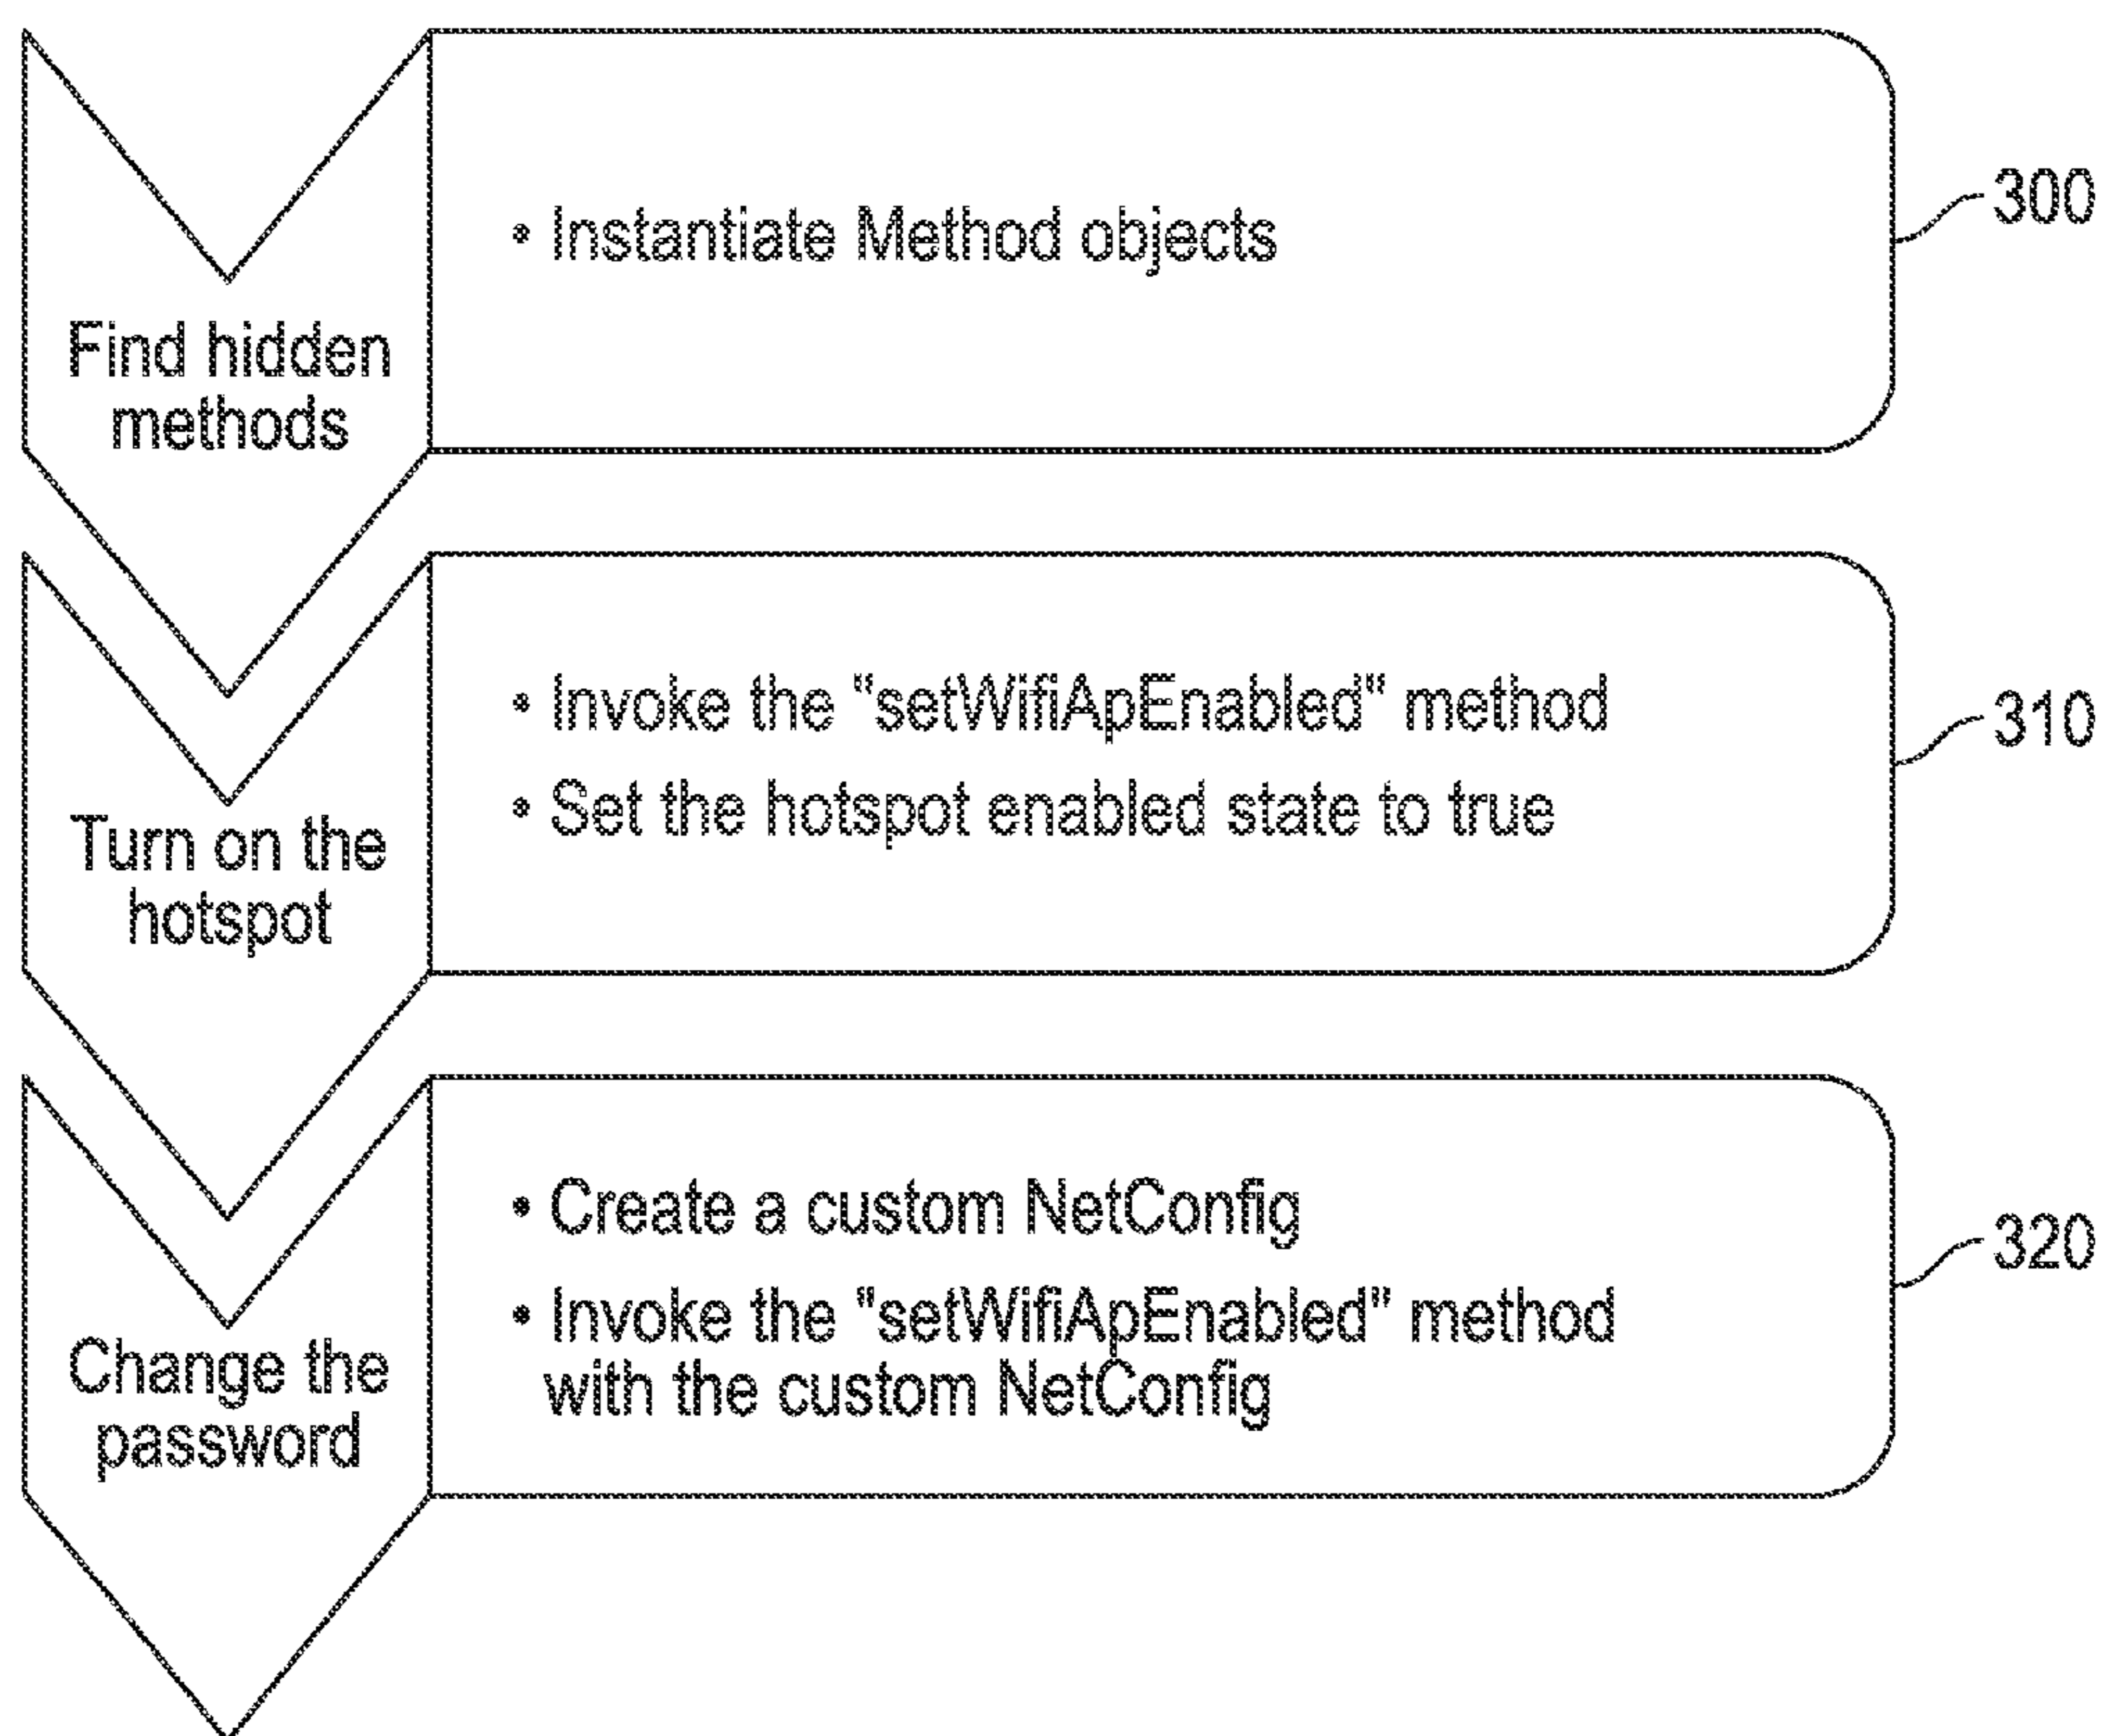 Find hidden
methods
• Instantiate Method objects
300
Turn on the
hotspot
• Invoke the "setWifiApEnabled" method
• Set the hotspot enabled state to true
310
Change the
password
• Create a custom NetConfig
• Invoke the "setWifiApEnabled" method
with the custom NetConfig
320